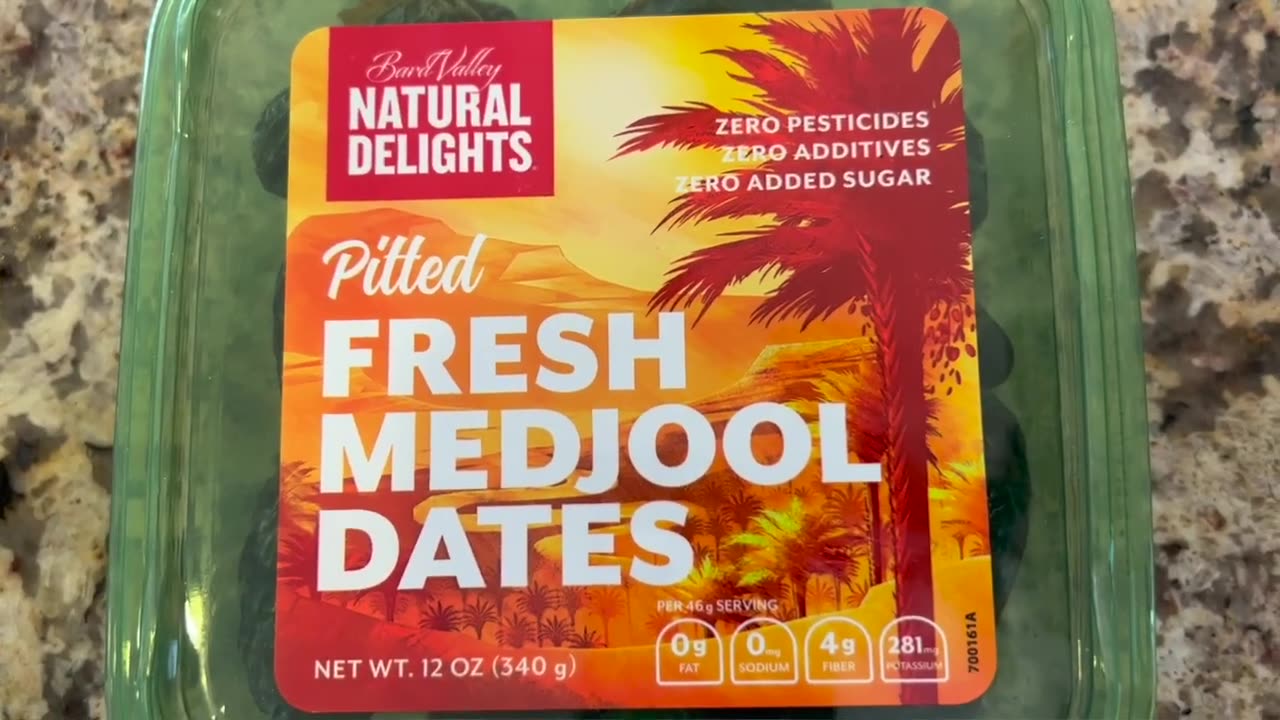 Bard Valley
NATURAL
DELIGHTS
ZERO PESTICIDES
ZERO ADDITIVES
ZERO ADDED SUGAR
Pitted
FRESH
MEDJOOL
DATES
PER 46g SERVING
0g
FAT
0mg
SODIUM
4g
FIBER
281mg
POTASSIUM
NET WT. 12 OZ (340 g)
700161A